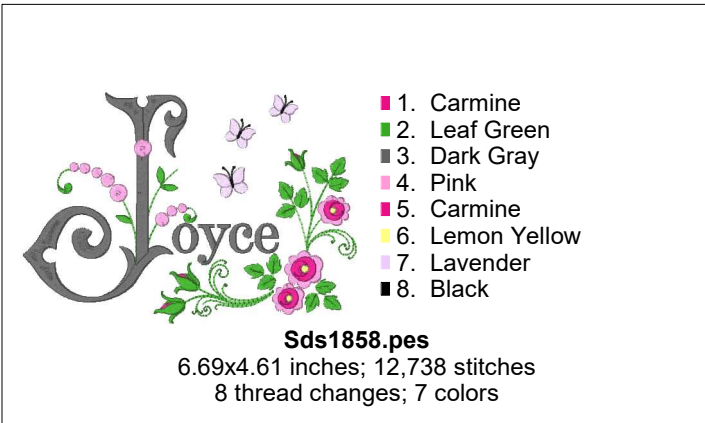 Joyce
1. Carmine
2. Leaf Green
3. Dark Gray
4. Pink
5. Carmine
6. Lemon Yellow
7. Lavender
8. Black
Sds1858.pes
6.69x4.61 inches; 12,738 stitches
8 thread changes; 7 colors